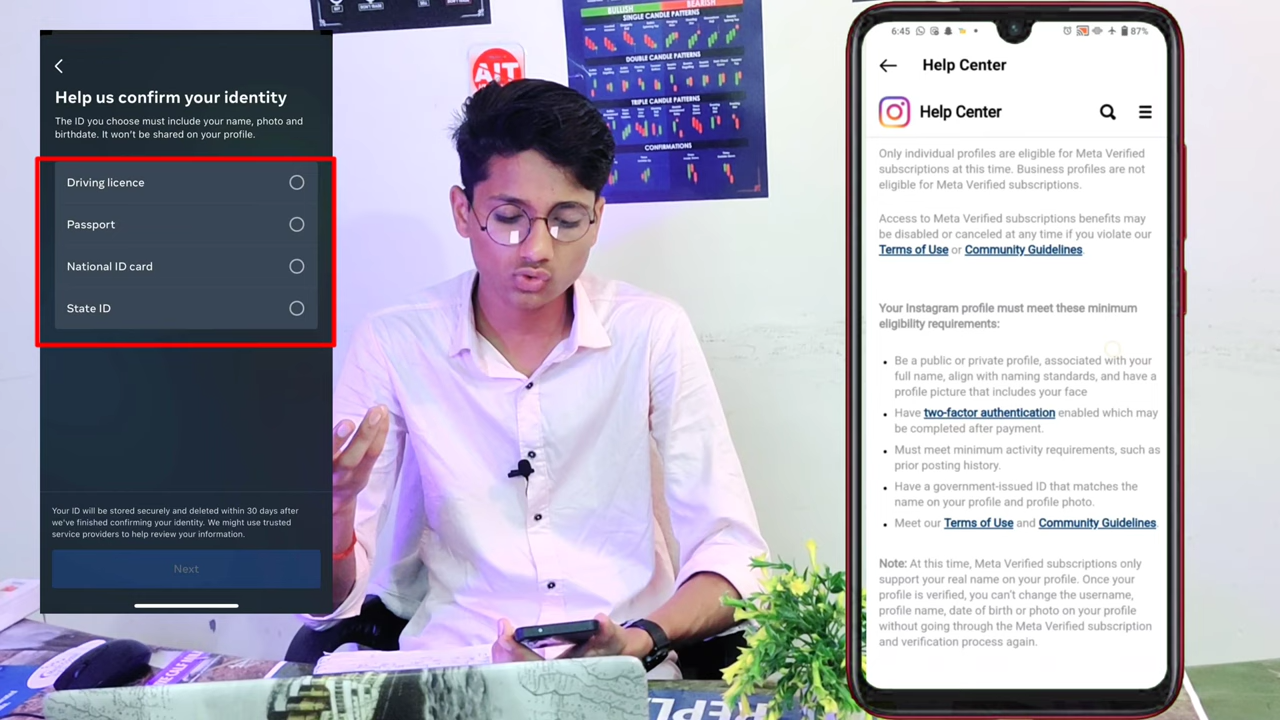 Help us confirm your identity
The ID you choose must include your name, photo and
birthdate. It won't be shared on your profile.
Driving licence
Passport
National ID card
State ID
Your ID will be stored securely and deleted within 30 days after
we've finished confirming your identity. We might use trusted
service providers to help review your information.
Next
BULLISH
BEARISH
SINGLE CANDLE PATTERNS
DOUBLE CANDLE PATTERNS
TRIPLE CANDLE PATTERNS
CONFIRMATIONS
AIT
6:45
87%
Help Center
Help Center
Only individual profiles are eligible for Meta Verified
subscriptions at this time. Business profiles are not
eligible for Meta Verified subscriptions.
Access to Meta Verified subscriptions benefits may
be disabled or canceled at any time if you violate our
Terms of Use or Community Guidelines.
Your Instagram profile must meet these minimum
eligibility requirements:
• Be a public or private profile, associated with your
full name, align with naming standards, and have a
profile picture that includes your face
• Have two-factor authentication enabled which may
be completed after payment.
• Must meet minimum activity requirements, such as
prior posting history.
• Have a government-issued ID that matches the
name on your profile and profile photo.
• Meet our Terms of Use and Community Guidelines.
Note: At this time, Meta Verified subscriptions only
support your real name on your profile. Once your
profile is verified, you can't change the username,
profile name, date of birth or photo on your profile
without going through the Meta Verified subscription
and verification process again.